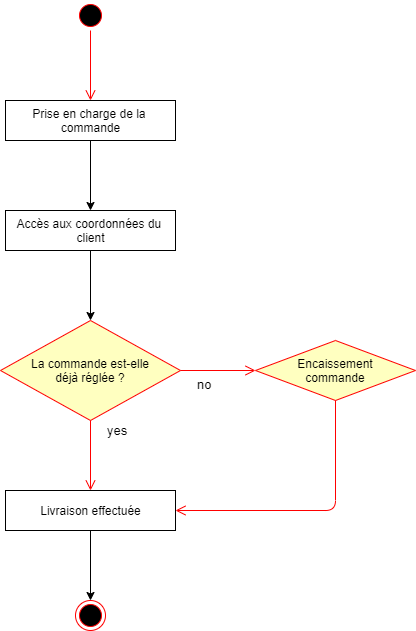 Prise en charge de la
commande
Accès aux coordonnées du
client
La commande est-elle
déjà réglée ?
no
Encaissement
commande
yes
Livraison effectuée